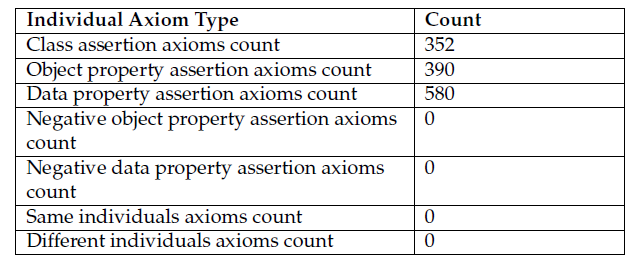 Individual Axiom Type Count
Class assertion axioms count 352
Object property assertion axioms count 390
Data property assertion axioms count 580
Negative object property assertion axioms 0
count
Negative data property assertion axioms 0
count
Same individuals axioms count 0
Different individuals axioms count 0